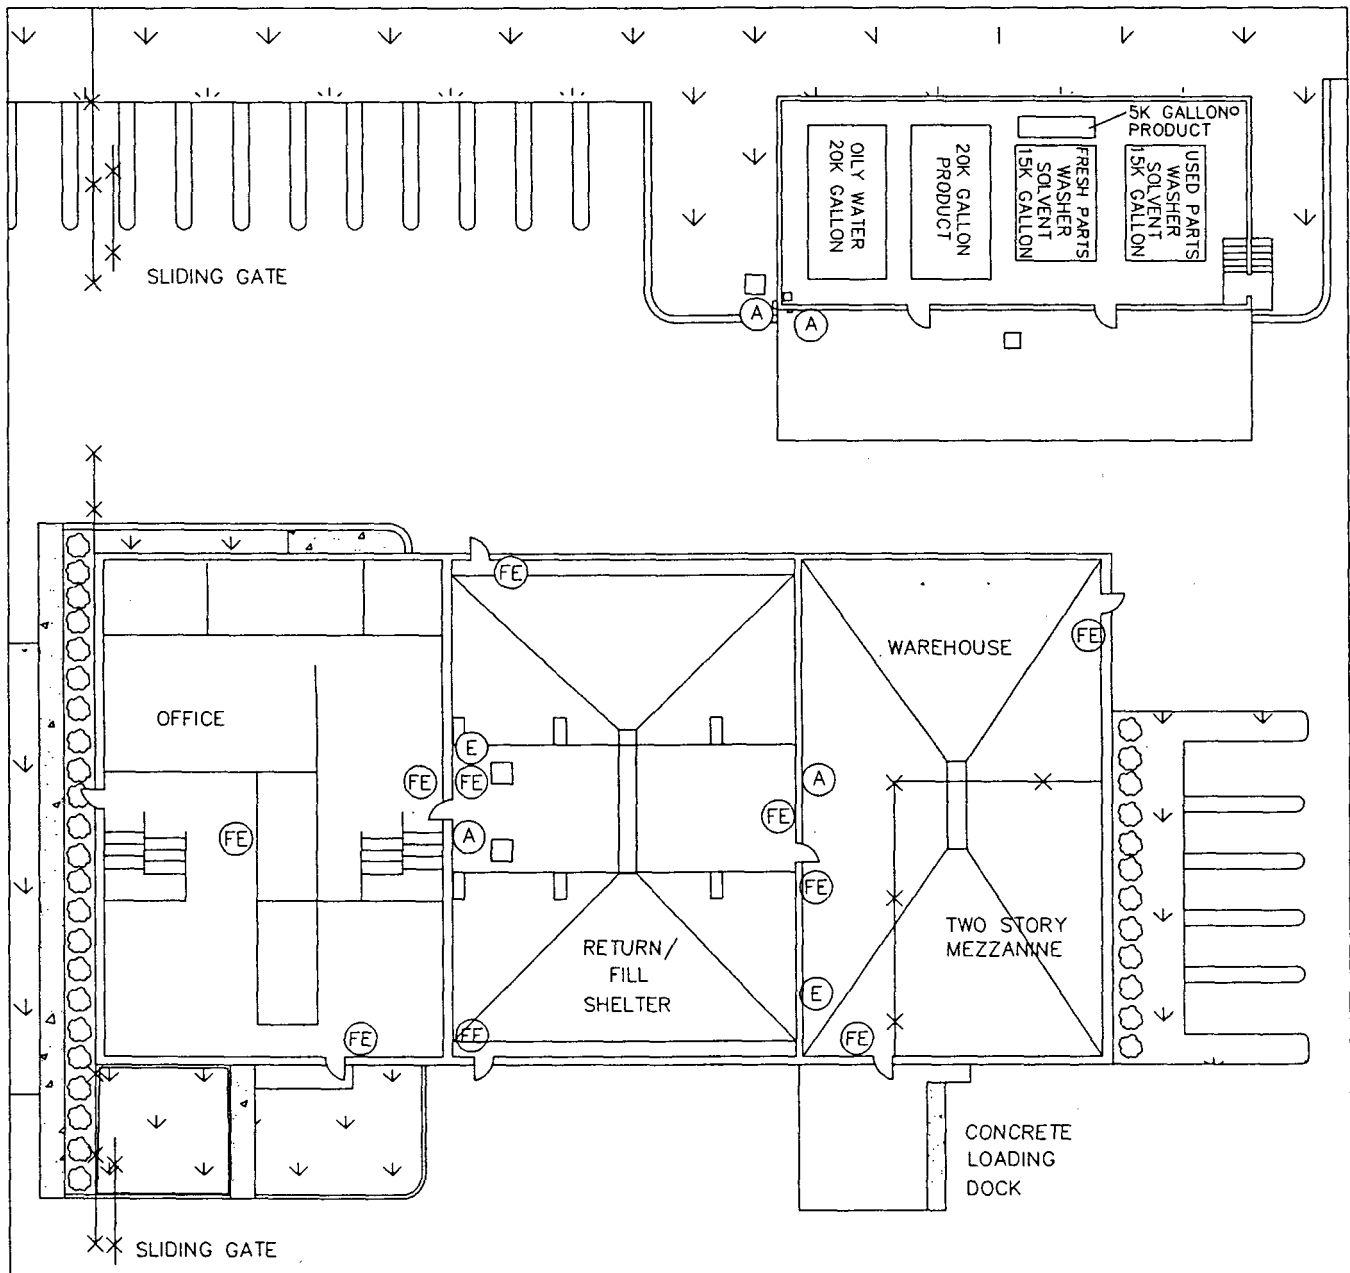 5K GALLON
PRODUCT
OILY WATER
20K GALLON
20K GALLON
PRODUCT
FRESH PARTS
WASHER
SOLVENT
15K GALLON
USED PARTS
WASHER
SOLVENT
15K GALLON
SLIDING GATE
A
A
FE
WAREHOUSE
FE
OFFICE
E
FE
FE
A
A
FE
FE
FE
TWO STORY
MEZZANINE
RETURN/
FILL
SHELTER
E
FE
FE
FE
CONCRETE
LOADING
DOCK
SLIDING GATE